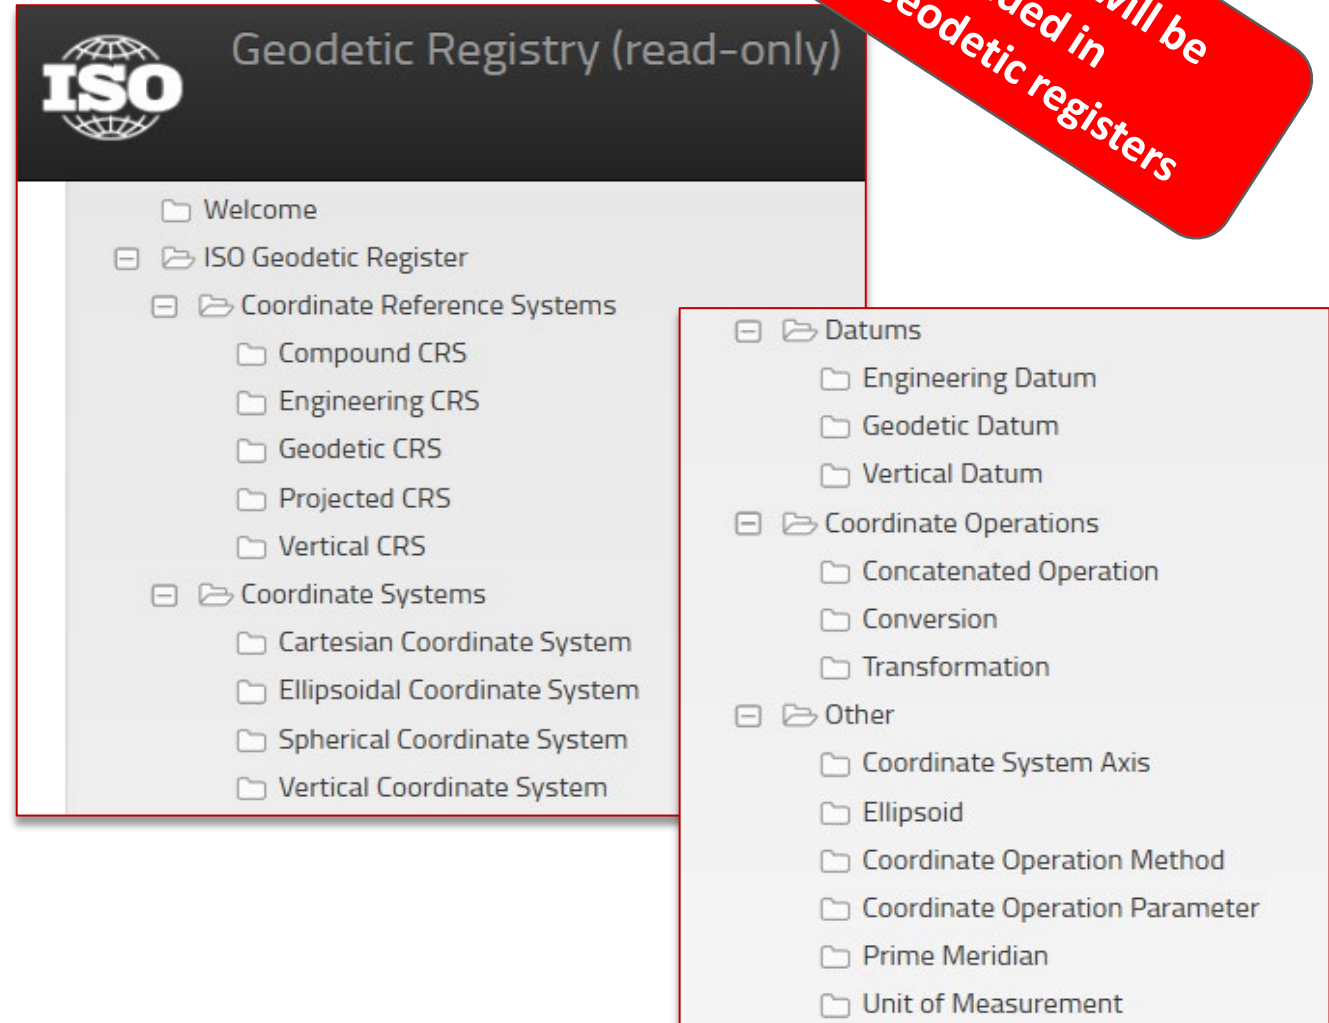 ISO
Geodetic Registry (read-only)
will be
in
registers
Welcome
ISO Geodetic Register
Coordinate Reference Systems
Compound CRS
Engineering CRS
Geodetic CRS
Projected CRS
Vertical CRS
Coordinate Systems
Cartesian Coordinate System
Ellipsoidal Coordinate System
Spherical Coordinate System
Vertical Coordinate System
Datums
Engineering Datum
Geodetic Datum
Vertical Datum
Coordinate Operations
Concatenated Operation
Conversion
Transformation
Other
Coordinate System Axis
Ellipsoid
Coordinate Operation Method
Coordinate Operation Parameter
Prime Meridian
Unit of Measurement